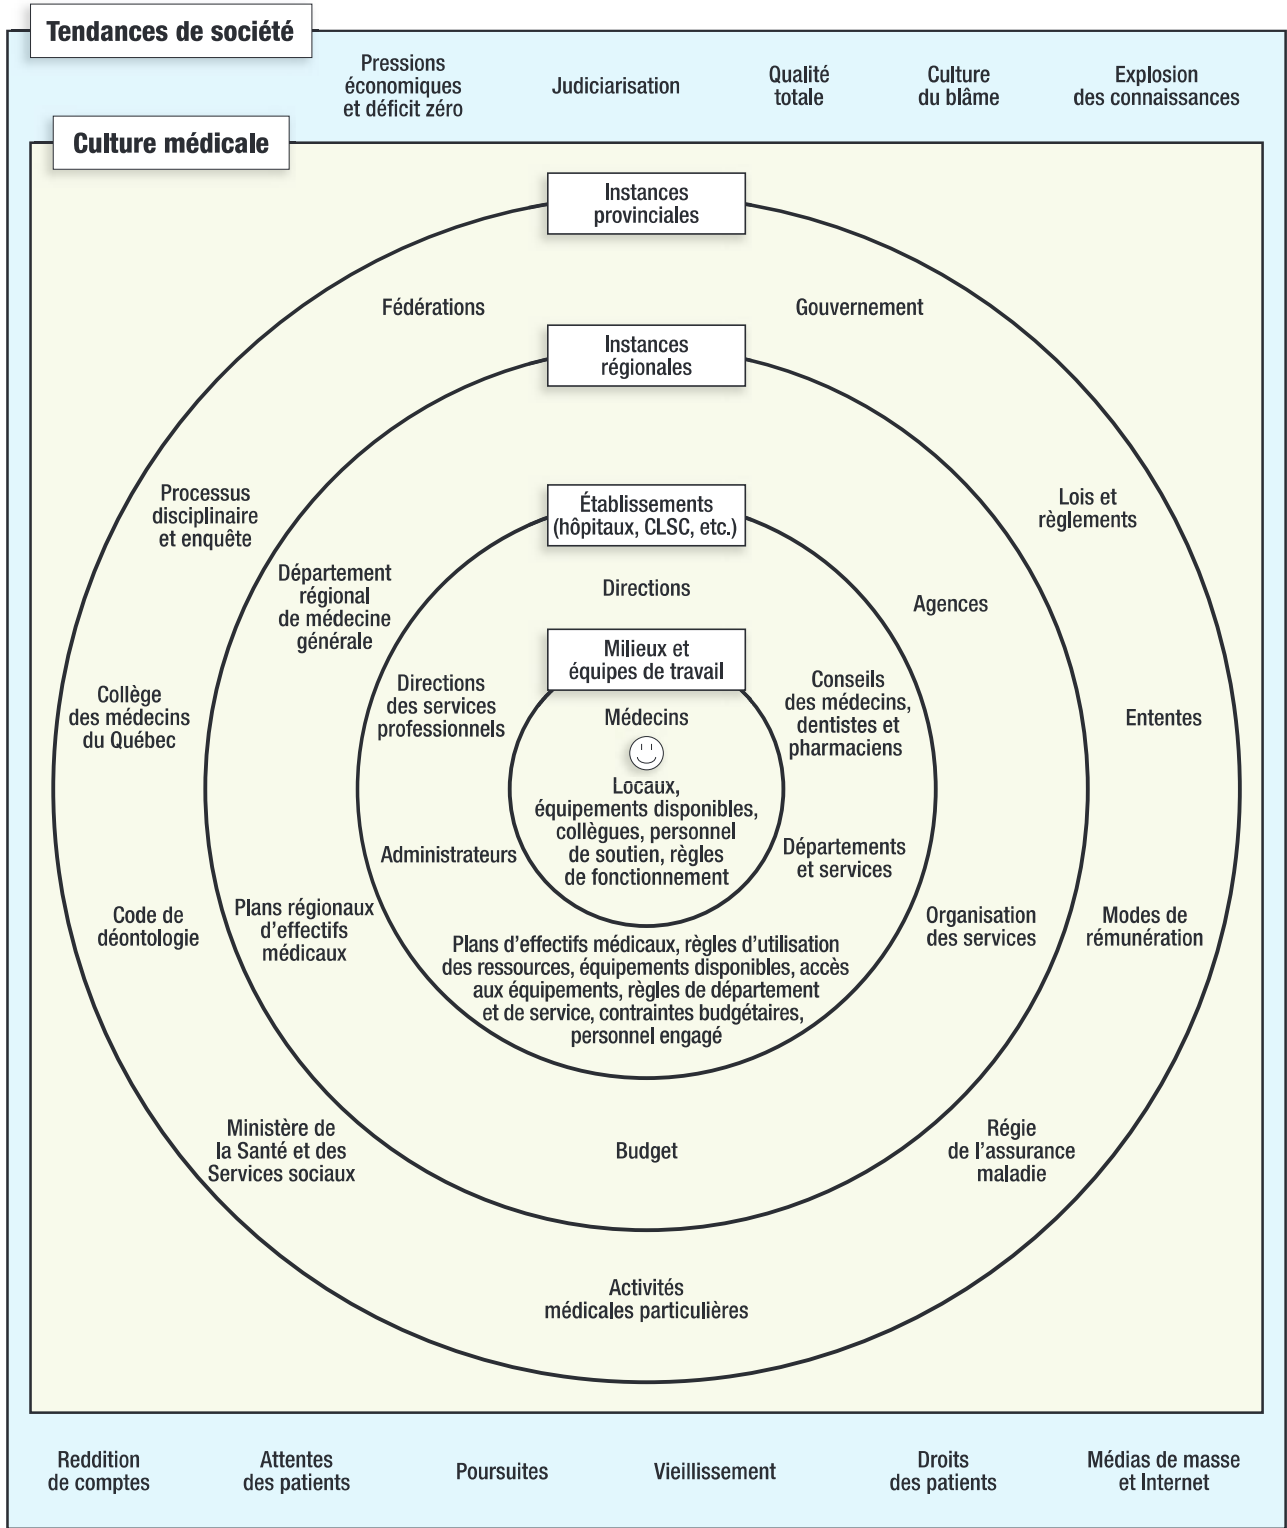 Tendances de société
Pressions
économiques
et déficit zéro
Judiciarisation
Qualité
totale
Culture
du blâme
Explosion
des connaissances
Culture médicale
Instances
provinciales
Fédérations
Gouvernement
Instances
régionales
Processus
disciplinaire
et enquête
Établissements
(hôpitaux, CLSC, etc.)
Lois et
règlements
Département
régional
de médecine
générale
Directions
Agences
Milieux et
équipes de travail
Collège
des médecins
du Québec
Directions
des services
professionnels
Médecins
Conseils
des médecins,
dentistes et
pharmaciens
Ententes
Locaux,
équipements disponibles,
collègues, personnel
de soutien, règles
de fonctionnement
Administrateurs
Départements
et services
Code de
déontologie
Plans régionaux
d'effectifs
médicaux
Plans d'effectifs médicaux, règles d'utilisation
des ressources, équipements disponibles, accès
aux équipements, règles de département
et de service, contraintes budgétaires,
personnel engagé
Organisation
des services
Modes de
rémunération
Ministère de
la Santé et des
Services sociaux
Budget
Régie
de l'assurance
maladie
Activités
médicales particulières
Reddition
de comptes
Attentes
des patients
Poursuites
Vieillissement
Droits
des patients
Médias de masse
et Internet